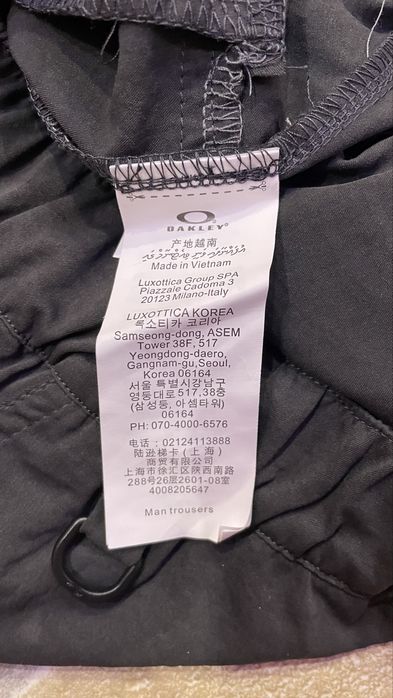 OAKLEY
产地越南
Made in Vietnam
Luxottica Group SPA
Piazzale Cadorna 3
20123 Milano-Italy
LUXOTTICA KOREA
룩소티카 코리아
Samseong-dong, ASEM
Tower 38F, 517
Yeongdong-daero,
Gangnam-gu,Seoul,
Korea 06164
서울 특별시강남구
영동대로517,38층
(삼성동, 아셈타워)
06164
PH: 070-4000-6576
电话：02124113888
陆逊梯卡（上海）
商贸有限公司
上海市徐汇区陕西南路
288号26层2601-08室
4008205647
Man trousers